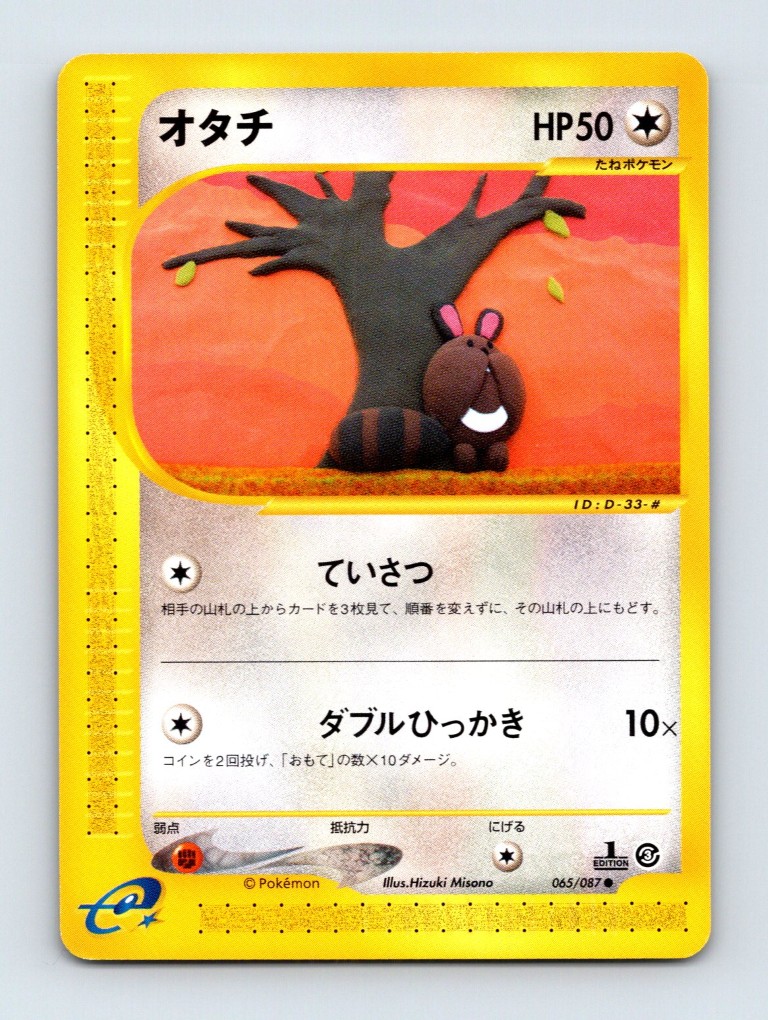 オタチ
HP50
たねポケモン
ID:D-33-#
ていさつ
相手の山札の上からカードを3枚見て、順番を変えずに、その山札の上にもどす。
ダブルひっかき 10×
コインを2回投げ、「おもて」の数×10ダメージ。
弱点 抵抗力 にげる
1
EDITION
© Pokémon Illus.Hizuki Misono 065/087 ●
e